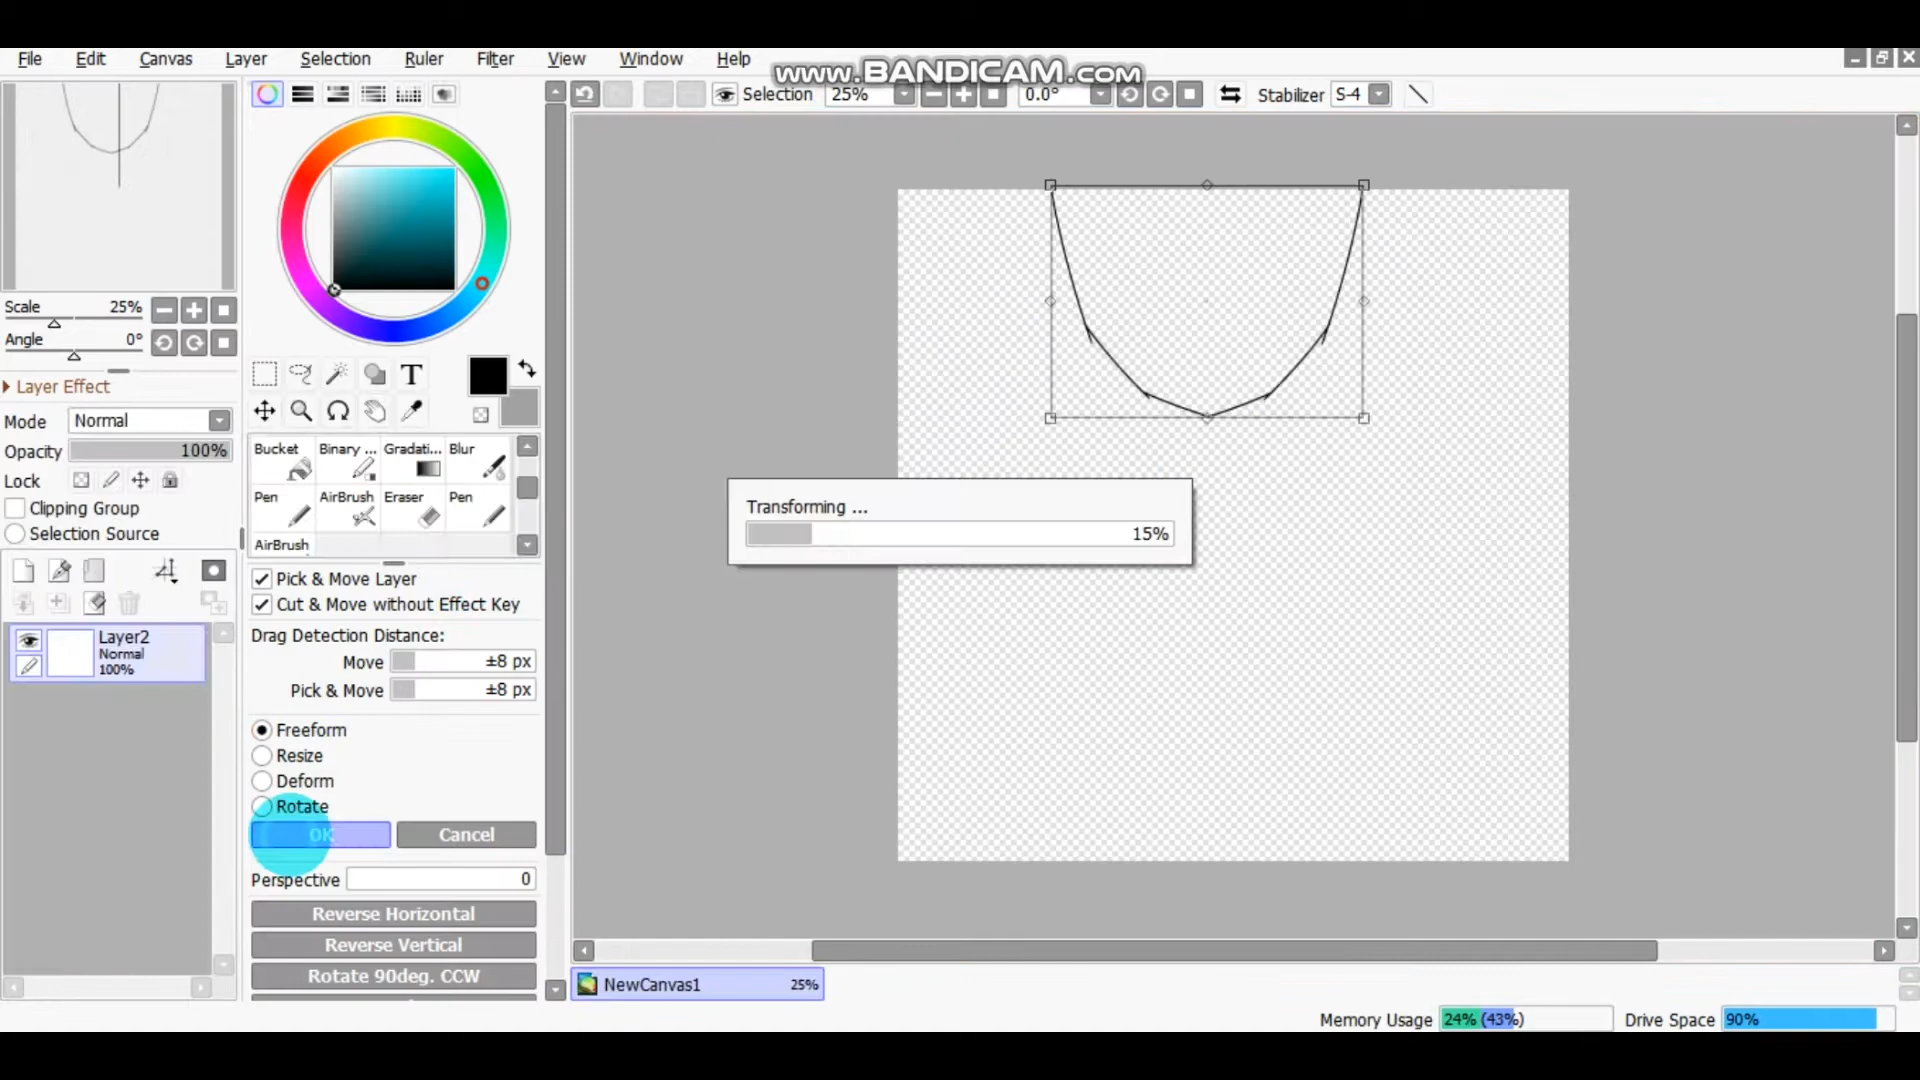 File Edit Canvas Layer Selection Ruler Filter View Window Help
www.BANDICAM.com
Selection 25% 0.0° Stabilizer S-4
Scale 25%
Angle 0°
Layer Effect
Mode Normal
Opacity 100%
Lock
Clipping Group
Selection Source
Layer2
Normal
100%
T
Bucket Binary ... Gradati... Blur
Pen AirBrush Eraser Pen
AirBrush
Pick & Move Layer
Cut & Move without Effect Key
Drag Detection Distance:
Move ±8 px
Pick & Move ±8 px
Freeform
Resize
Deform
Rotate
OK Cancel
Perspective 0
Reverse Horizontal
Reverse Vertical
Rotate 90deg. CCW
Transforming ...
15%
NewCanvas1 25%
Memory Usage 24% (43%) Drive Space 90%